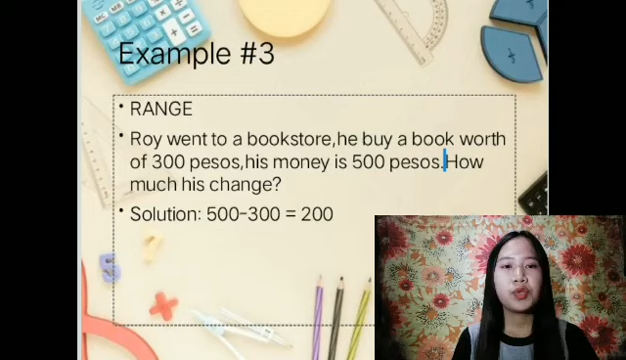 Example #3
• RANGE
• Roy went to a bookstore,he buy a book worth
of 300 pesos,his money is 500 pesos.How
much his change?
• Solution: 500-300 = 200